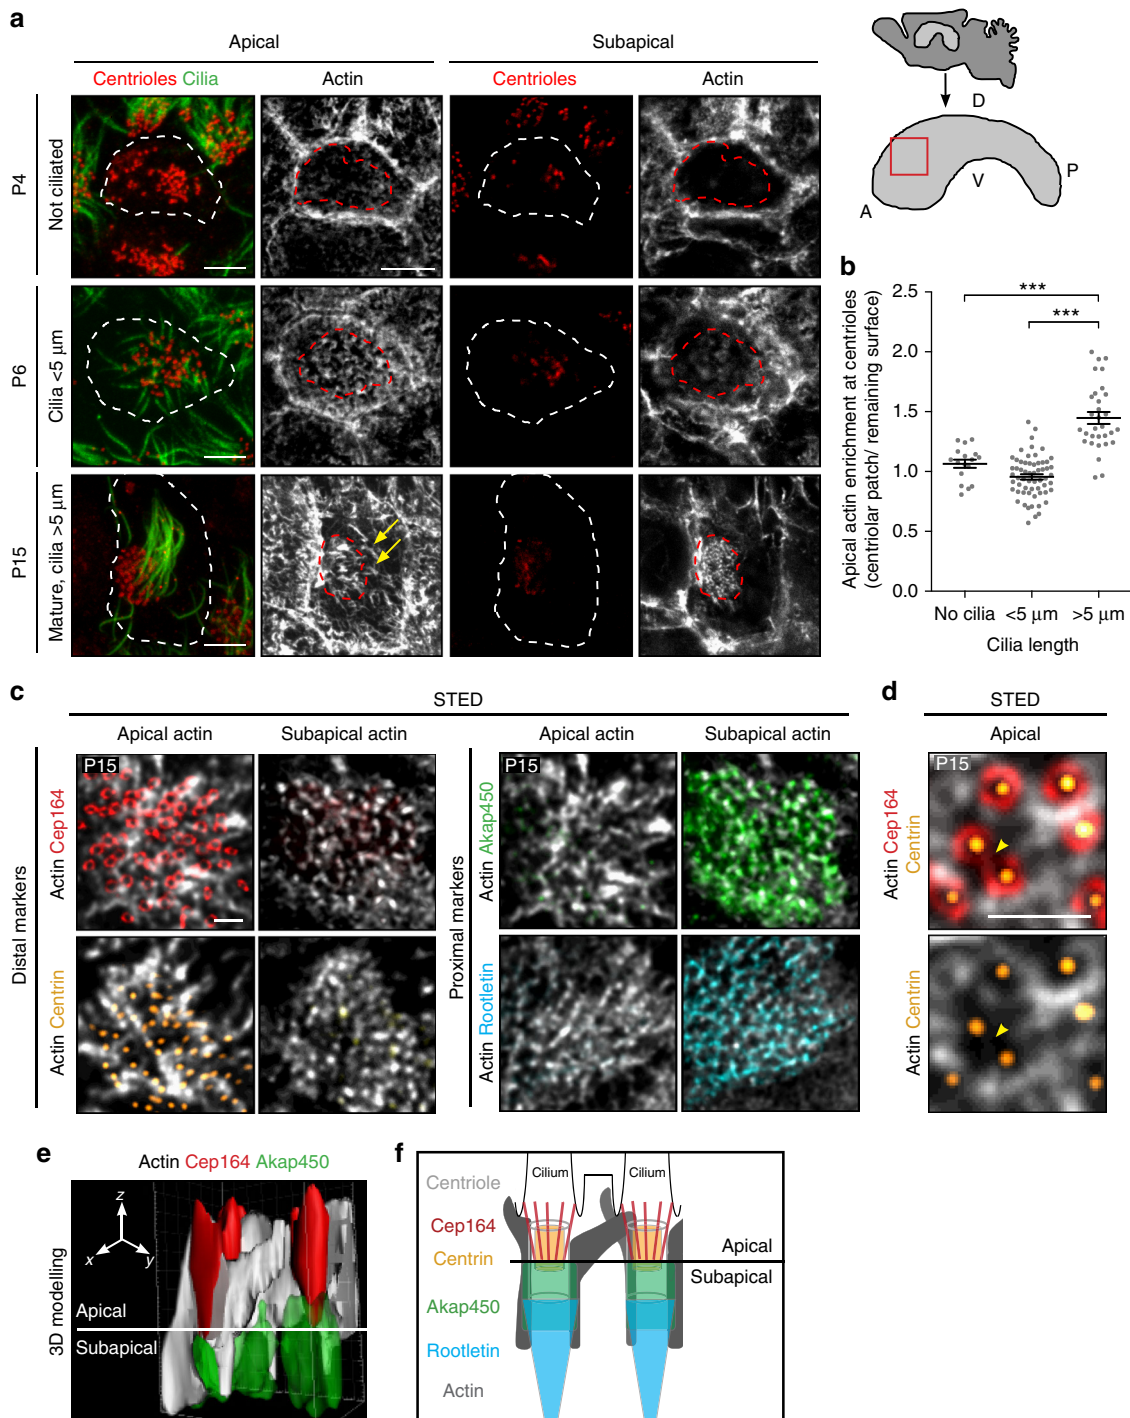 a
Apical
Subapical
Centrioles Cilia
Actin
Centrioles
Actin
P4
Not ciliated
P6
Cilia <5 μm
P15
Mature, cilia >5 μm
D
V
P
A
b
***
***
2.5
2.0
1.5
1.0
0.5
0.0
Apical actin enrichment at centrioles
(centriolar patch/ remaining surface)
No cilia <5 μm >5 μm
Cilia length
c
STED
Apical actin
Subapical actin
Apical actin
Subapical actin
Distal markers
Actin Cep164
P15
Actin Centrin
Proximal markers
Actin Akap450
P15
Actin Rootletin
d
STED
Apical
P15
Actin Cep164
Centrin
Actin Centrin
e
Actin Cep164 Akap450
3D modelling
z
x
y
Apical
Subapical
f
Cilium
Cilium
Centriole
Cep164
Centrin
Akap450
Rootletin
Actin
Apical
Subapical